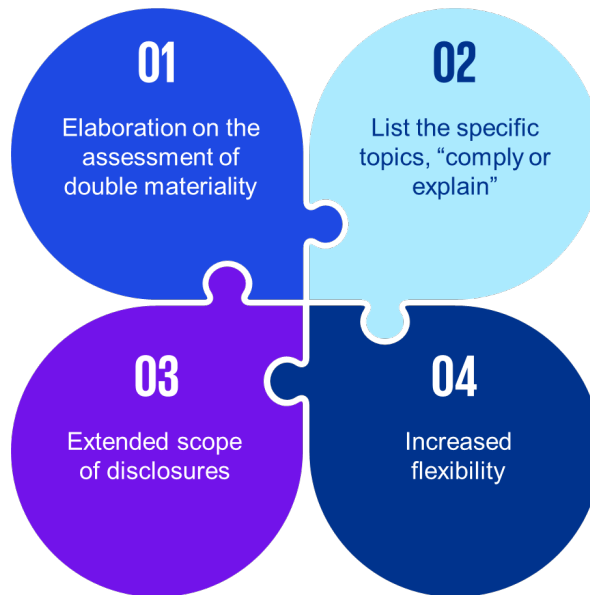 01
Elaboration on the
assessment of
double materiality
02
List the specific
topics, “comply or
explain”
03
Extended scope
of disclosures
04
Increased
flexibility